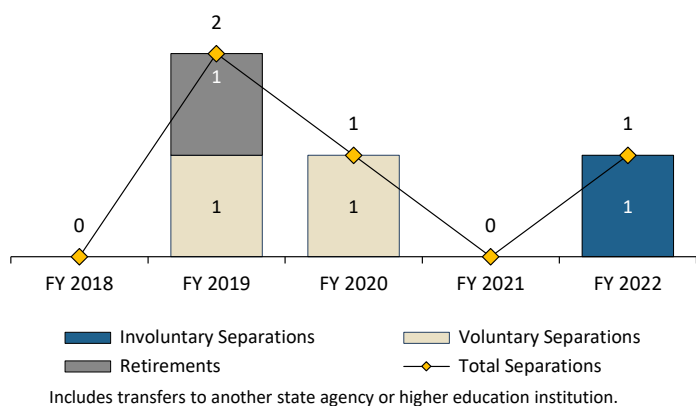 2
1
1
1
0
1
1
0
1
FY 2018
FY 2019
FY 2020
FY 2021
FY 2022
Involuntary Separations
Voluntary Separations
Retirements
Total Separations
Includes transfers to another state agency or higher education institution.